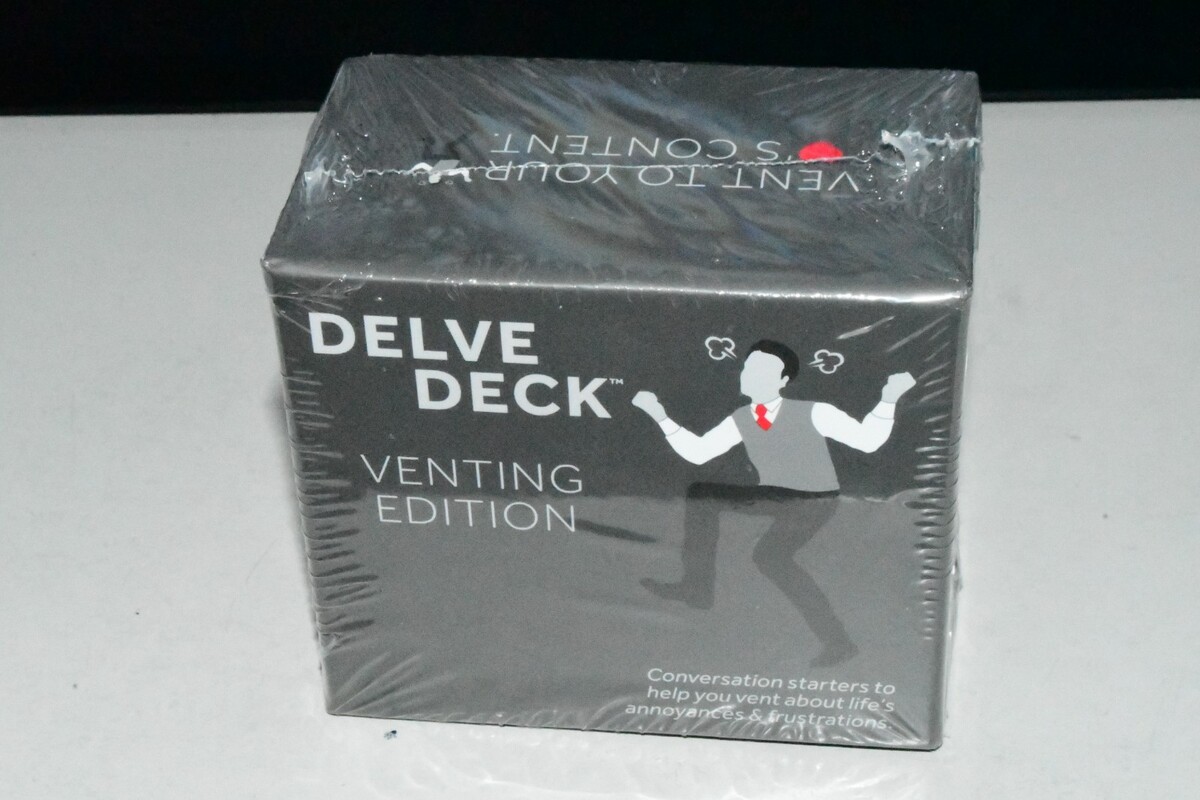 VENT TO YOUR
'S CONTENT.
DELVE
DECK™
VENTING
EDITION
Conversation starters to
help you vent about life's
annoyances & frustrations.